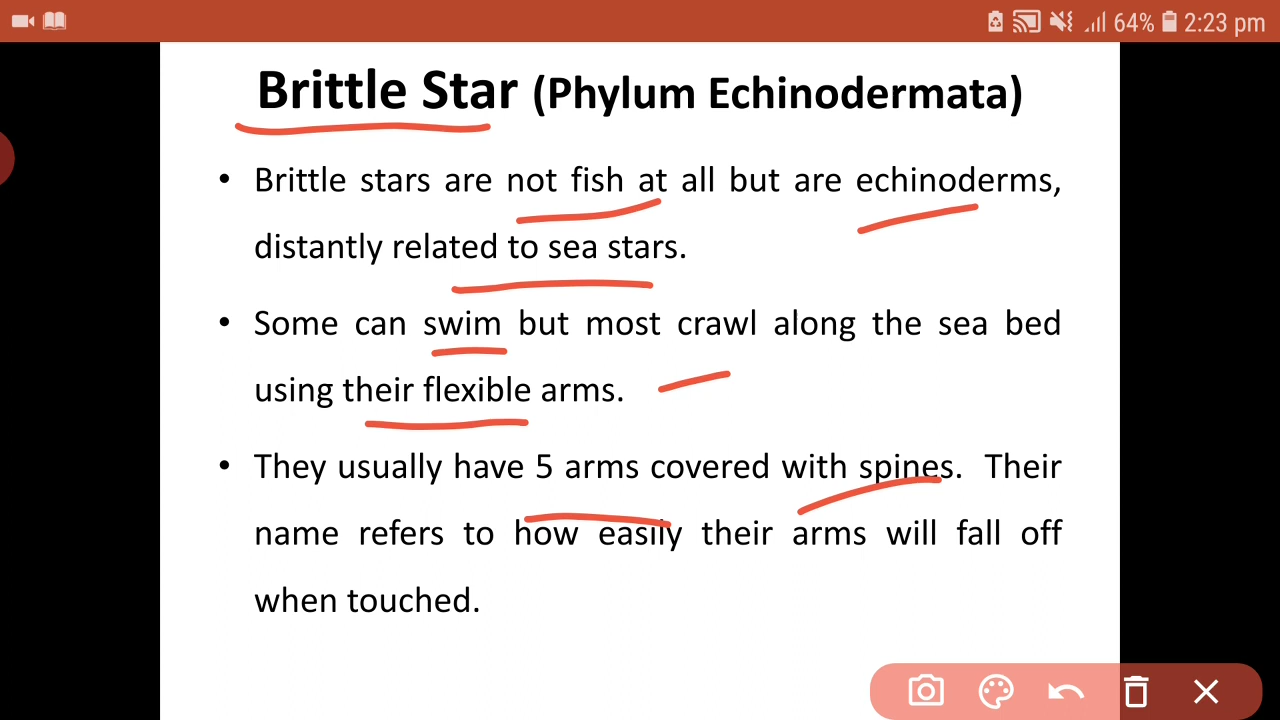 64% 2:23 pm
Brittle Star (Phylum Echinodermata)
• Brittle stars are not fish at all but are echinoderms,
distantly related to sea stars.
• Some can swim but most crawl along the sea bed
using their flexible arms.
• They usually have 5 arms covered with spines. Their
name refers to how easily their arms will fall off
when touched.